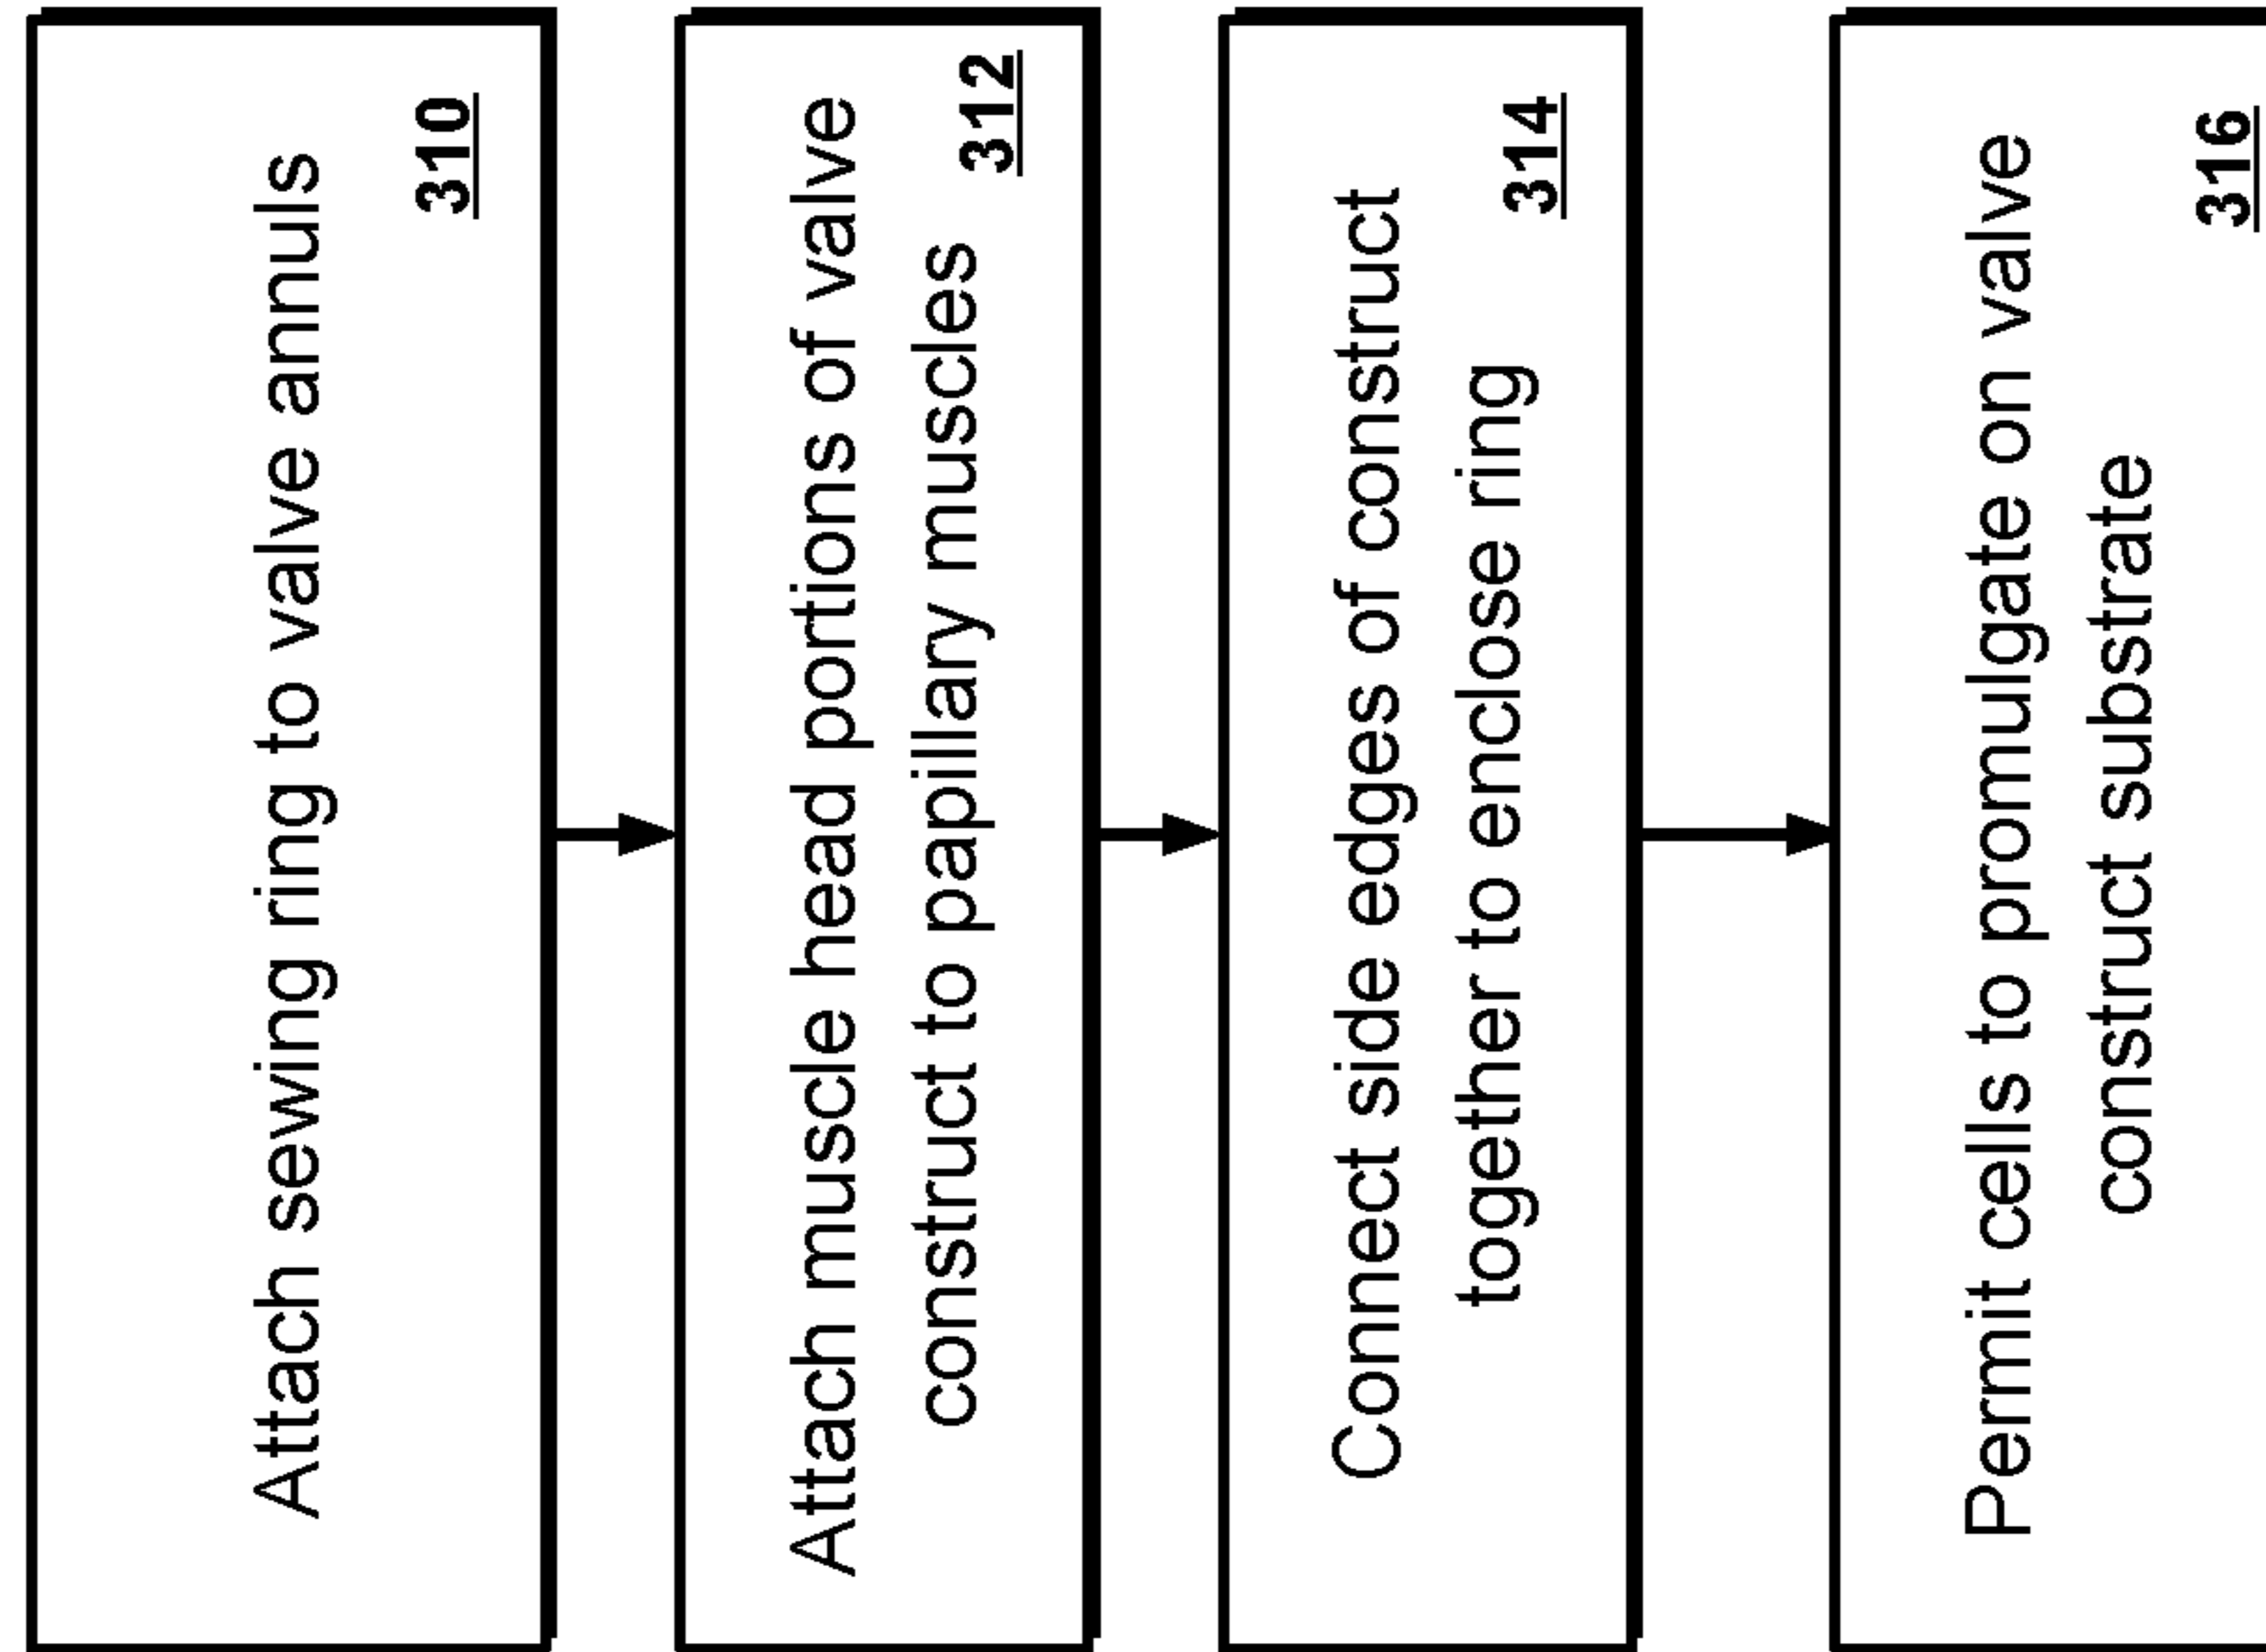 Attach sewing ring to valve annuls
310
Attach muscle head portions of valve
construct to papillary muscles
312
Connect side edges of construct
together to enclose ring
314
Permit cells to promulgate on valve
construct substrate
316